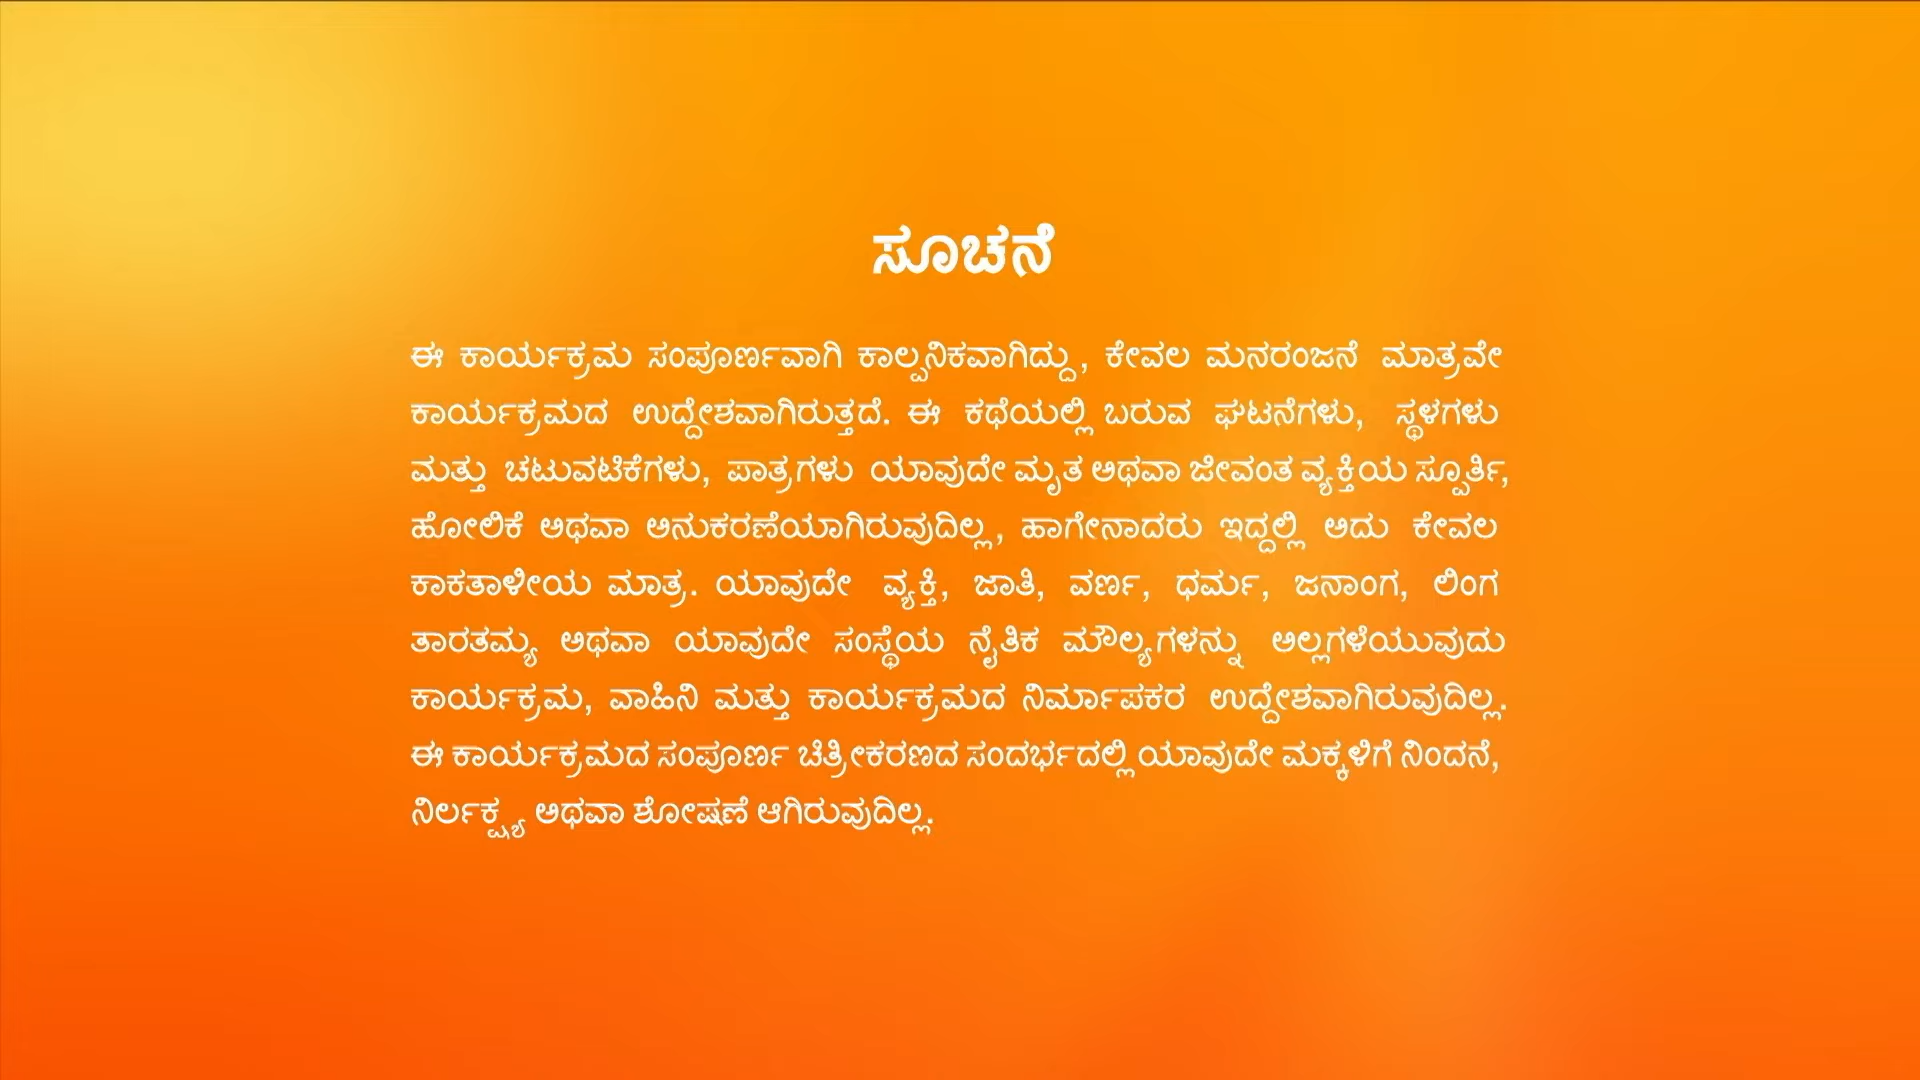 ಸೂಚನೆ
ಈ ಕಾರ್ಯಕ್ರಮ ಸಂಪೂರ್ಣವಾಗಿ ಕಾಲ್ಪನಿಕವಾಗಿದ್ದು, ಕೇವಲ ಮನರಂಜನೆ ಮಾತ್ರವೇ
ಕಾರ್ಯಕ್ರಮದ ಉದ್ದೇಶವಾಗಿರುತ್ತದೆ. ಈ ಕಥೆಯಲ್ಲಿ ಬರುವ ಘಟನೆಗಳು, ಸ್ಥಳಗಳು
ಮತ್ತು ಚಟುವಟಿಕೆಗಳು, ಪಾತ್ರಗಳು ಯಾವುದೇ ಮೃತ ಅಥವಾ ಜೀವಂತ ವ್ಯಕ್ತಿಯ ಸ್ಪೂರ್ತಿ,
ಹೋಲಿಕೆ ಅಥವಾ ಅನುಕರಣೆಯಾಗಿರುವುದಿಲ್ಲ, ಹಾಗೇನಾದರು ಇದ್ದಲ್ಲಿ ಅದು ಕೇವಲ
ಕಾಕತಾಳೀಯ ಮಾತ್ರ. ಯಾವುದೇ ವ್ಯಕ್ತಿ, ಜಾತಿ, ವರ್ಣ, ಧರ್ಮ, ಜನಾಂಗ, ಲಿಂಗ
ತಾರತಮ್ಯ ಅಥವಾ ಯಾವುದೇ ಸಂಸ್ಥೆಯ ನೈತಿಕ ಮೌಲ್ಯಗಳನ್ನು ಅಲ್ಲಗಳೆಯುವುದು
ಕಾರ್ಯಕ್ರಮ, ವಾಹಿನಿ ಮತ್ತು ಕಾರ್ಯಕ್ರಮದ ನಿರ್ಮಾಪಕರ ಉದ್ದೇಶವಾಗಿರುವುದಿಲ್ಲ.
ಈ ಕಾರ್ಯಕ್ರಮದ ಸಂಪೂರ್ಣ ಚಿತ್ರೀಕರಣದ ಸಂದರ್ಭದಲ್ಲಿ ಯಾವುದೇ ಮಕ್ಕಳಿಗೆ ನಿಂದನೆ,
ನಿರ್ಲಕ್ಷ್ಯ ಅಥವಾ ಶೋಷಣೆ ಆಗಿರುವುದಿಲ್ಲ.